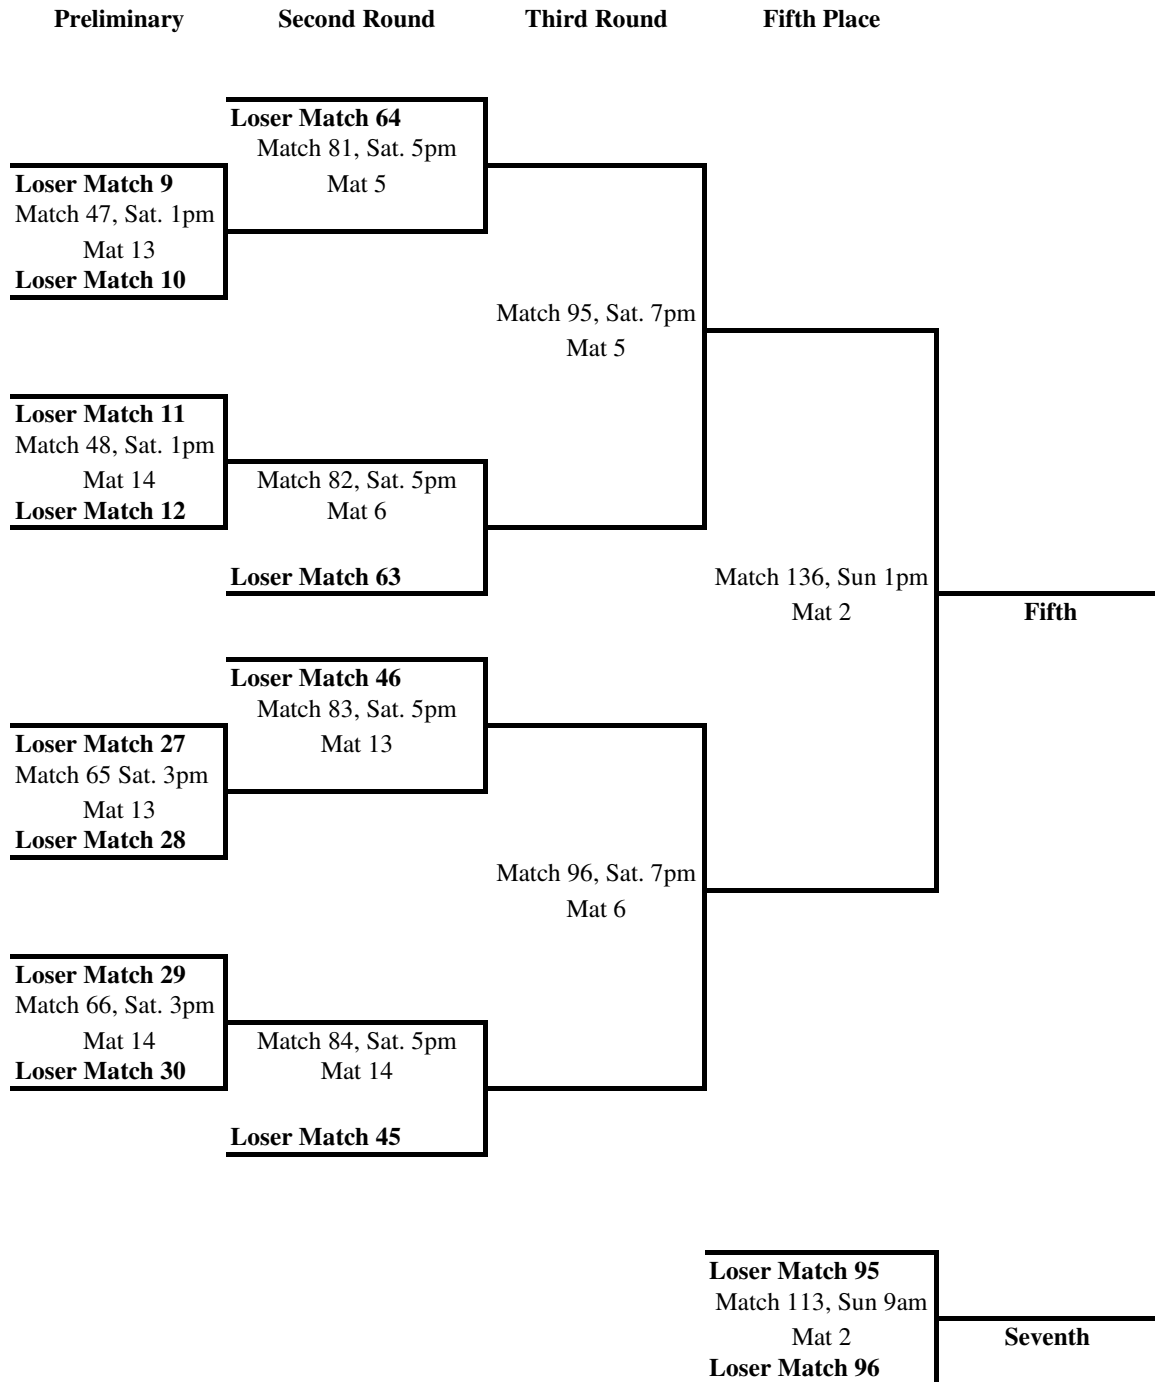 Preliminary Second Round Third Round Fifth Place
Loser Match 64
Match 81, Sat. 5pm
Mat 5
Loser Match 9
Match 47, Sat. 1pm
Mat 13
Loser Match 10
Match 95, Sat. 7pm
Mat 5
Loser Match 11
Match 48, Sat. 1pm
Mat 14
Loser Match 12
Match 82, Sat. 5pm
Mat 6
Loser Match 63
Match 136, Sun 1pm
Mat 2
Fifth
Loser Match 46
Match 83, Sat. 5pm
Mat 13
Loser Match 27
Match 65 Sat. 3pm
Mat 13
Loser Match 28
Match 96, Sat. 7pm
Mat 6
Loser Match 29
Match 66, Sat. 3pm
Mat 14
Loser Match 30
Match 84, Sat. 5pm
Mat 14
Loser Match 45
Loser Match 95
Match 113, Sun 9am
Mat 2
Loser Match 96
Seventh